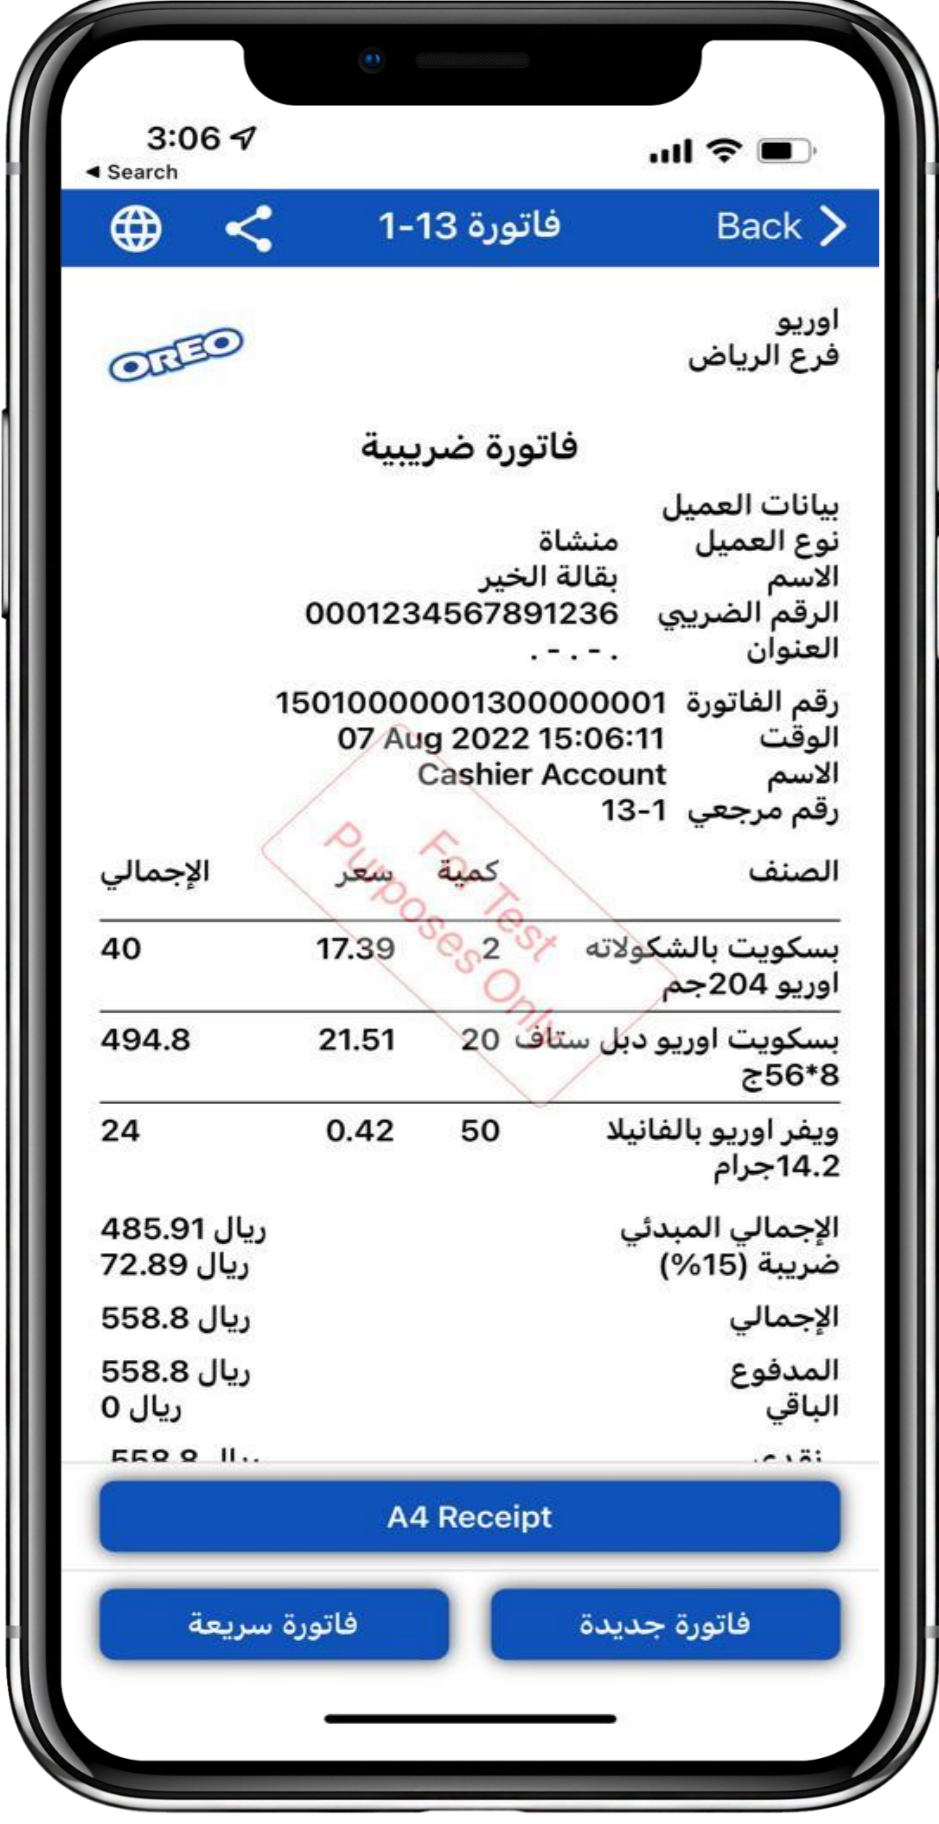 3:06
◀ Search
فاتورة 13-1
Back
OREO
اوريو
فرع الرياض
فاتورة ضريبية
بيانات العميل
نوع العميل منشاة
الاسم بقالة الخير
الرقم الضريبي 0001234567891236
العنوان . - . - .
رقم الفاتورة 150100000001300000001
الوقت 07 Aug 2022 15:06:11
الاسم Cashier Account
رقم مرجعي 13-1
For Test
Purposes Only
الصنف كمية سعر الإجمالي
بسكويت بالشكولاته 2 17.39 40
اوريو 204جم
بسكويت اوريو دبل ستاف 20 21.51 494.8
8*56ج
ويفر اوريو بالفانيلا 50 0.42 24
14.2جرام
الإجمالي المبدئي ريال 485.91
ضريبة (15%) ريال 72.89
الإجمالي ريال 558.8
المدفوع ريال 558.8
الباقي ريال 0
نقدي ريال 558.8
A4 Receipt
فاتورة جديدة
فاتورة سريعة